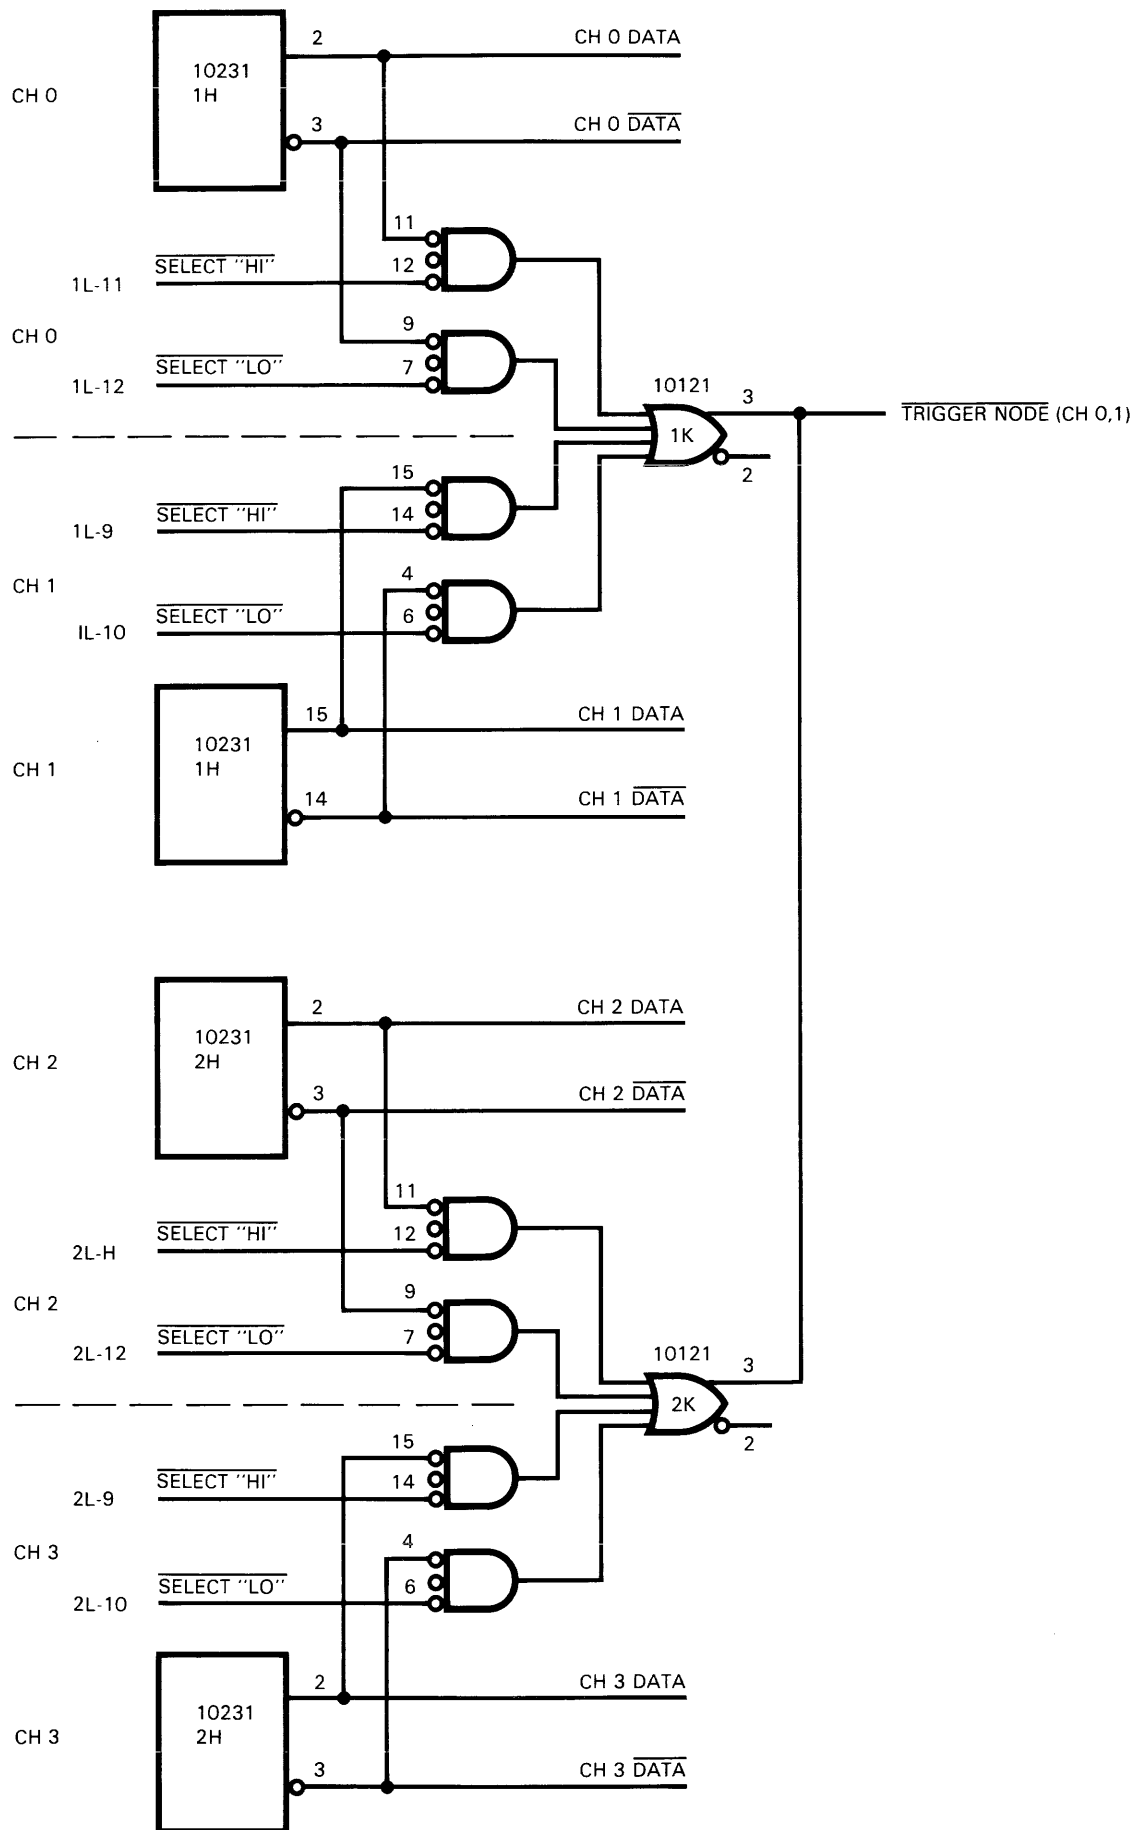 2
CH 0 DATA
10231
1H
CH 0
3
CH 0 DATA
11
SELECT "HI"
12
1L-11
CH 0
9
SELECT "LO"
7
1L-12
10121
3
TRIGGER NODE (CH 0,1)
1K
2
15
SELECT "HI"
14
1L-9
CH 1
4
SELECT "LO"
6
IL-10
15
CH 1 DATA
10231
1H
CH 1
14
CH 1 DATA
2
CH 2 DATA
10231
2H
CH 2
3
CH 2 DATA
11
SELECT "HI"
12
2L-H
CH 2
9
SELECT "LO"
7
2L-12
10121
3
2K
2
15
SELECT "HI"
14
2L-9
CH 3
4
SELECT "LO"
6
2L-10
2
CH 3 DATA
10231
2H
CH 3
3
CH 3 DATA